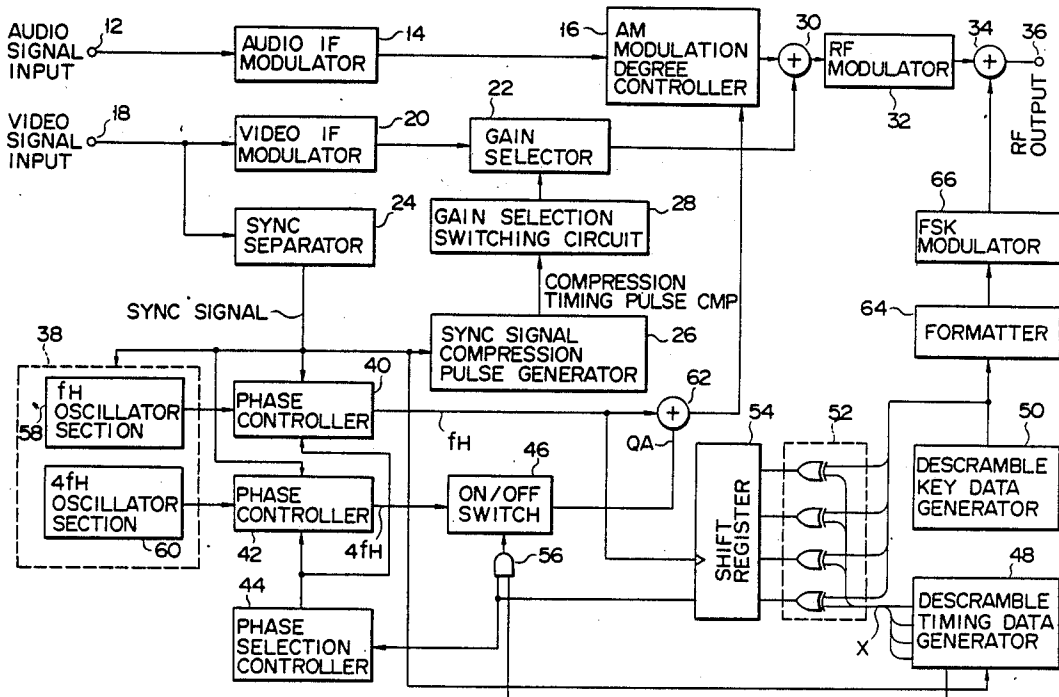 AUDIO
SIGNAL
INPUT
12
AUDIO IF
MODULATOR
14
16
AM
MODULATION
DEGREE
CONTROLLER
30
RF
MODULATOR
32
34
36
RF
OUTPUT
VIDEO
SIGNAL
INPUT
18
VIDEO IF
MODULATOR
20
22
GAIN
SELECTOR
24
SYNC
SEPARATOR
28
GAIN SELECTION
SWITCHING CIRCUIT
66
FSK
MODULATOR
COMPRESSION
TIMING PULSE CMP
SYNC SIGNAL
64
FORMATTER
38
26
SYNC SIGNAL
COMPRESSION
PULSE GENERATOR
40
PHASE
CONTROLLER
fH
OSCILLATOR
SECTION
58
fH
62
QA
54
SHIFT
REGISTER
52
50
DESCRAMBLE
KEY DATA
GENERATOR
4fH
OSCILLATOR
SECTION
60
PHASE
CONTROLLER
42
4fH
46
ON/OFF
SWITCH
56
48
DESCRAMBLE
TIMING DATA
GENERATOR
X
44
PHASE
SELECTION
CONTROLLER